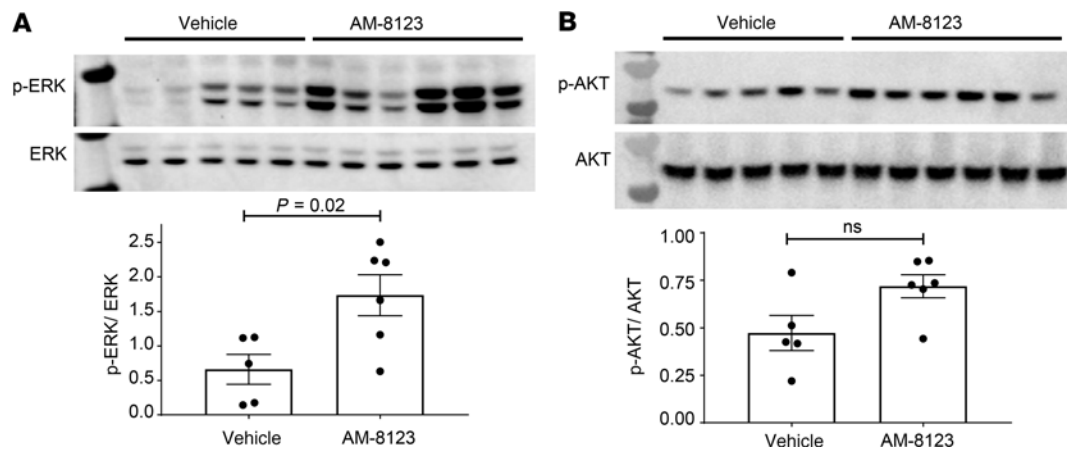 A
Vehicle
AM-8123
p-ERK
ERK
P = 0.02
2.5
2.0
1.5
1.0
0.5
0.0
p-ERK/ ERK
Vehicle
AM-8123
B
Vehicle
AM-8123
p-AKT
AKT
ns
1.00
0.75
0.50
0.25
0.00
p-AKT/ AKT
Vehicle
AM-8123